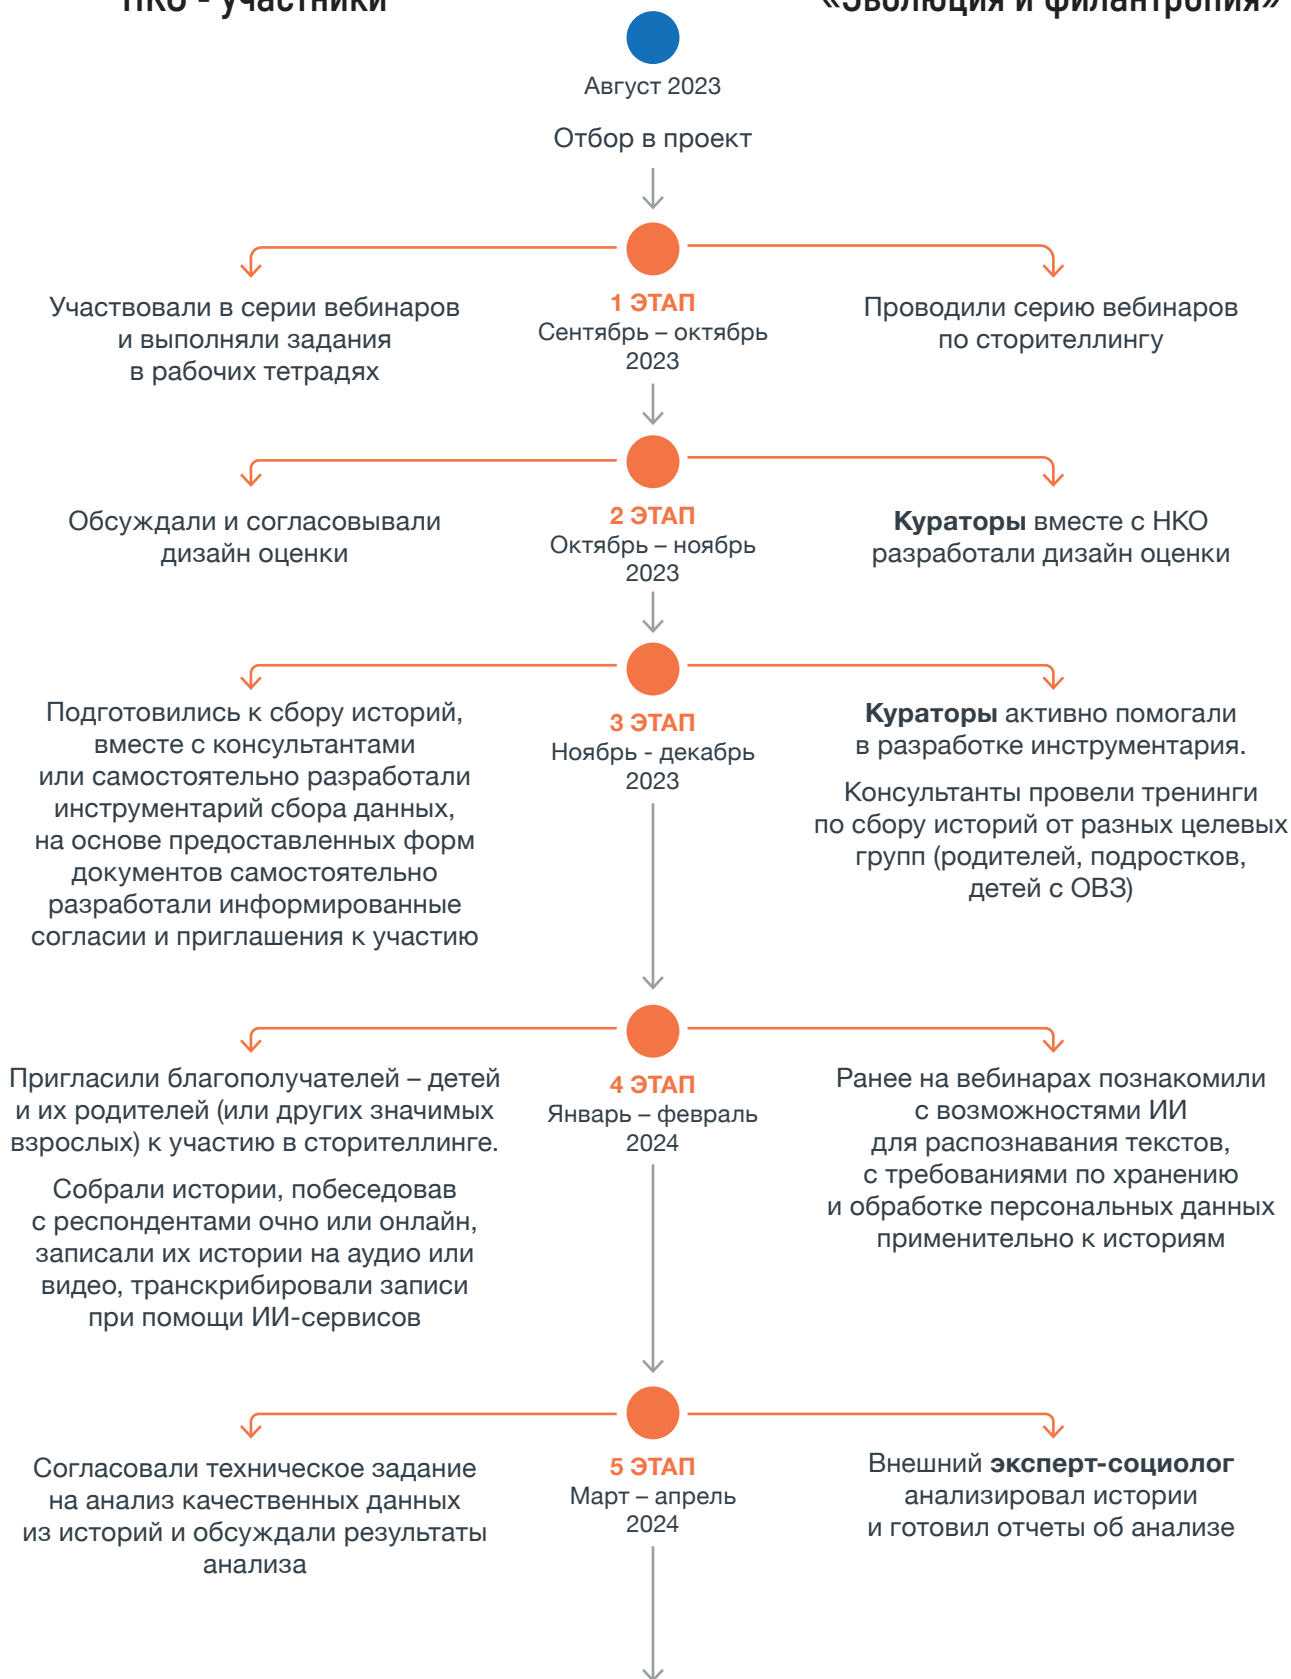 НКО - участники
«Эволюция и филантропия»
Август 2023
Отбор в проект
Участвовали в серии вебинаров
и выполняли задания
в рабочих тетрадях
1 ЭТАП
Сентябрь – октябрь
2023
Проводили серию вебинаров
по сторителлингу
Обсуждали и согласовывали
дизайн оценки
2 ЭТАП
Октябрь – ноябрь
2023
Кураторы вместе с НКО
разработали дизайн оценки
Подготовились к сбору историй,
вместе с консультантами
или самостоятельно разработали
инструментарий сбора данных,
на основе предоставленных форм
документов самостоятельно
разработали информированные
согласии и приглашения к участию
3 ЭТАП
Ноябрь - декабрь
2023
Кураторы активно помогали
в разработке инструментария.
Консультанты провели тренинги
по сбору историй от разных целевых
групп (родителей, подростков,
детей с ОВЗ)
Пригласили благополучателей – детей
и их родителей (или других значимых
взрослых) к участию в сторителлинге.
Собрали истории, побеседовав
с респондентами очно или онлайн,
записали их истории на аудио или
видео, транскрибировали записи
при помощи ИИ-сервисов
4 ЭТАП
Январь – февраль
2024
Ранее на вебинарах познакомили
с возможностями ИИ
для распознавания текстов,
с требованиями по хранению
и обработке персональных данных
применительно к историям
Согласовали техническое задание
на анализ качественных данных
из историй и обсуждали результаты
анализа
5 ЭТАП
Март – апрель
2024
Внешний эксперт-социолог
анализировал истории
и готовил отчеты об анализе